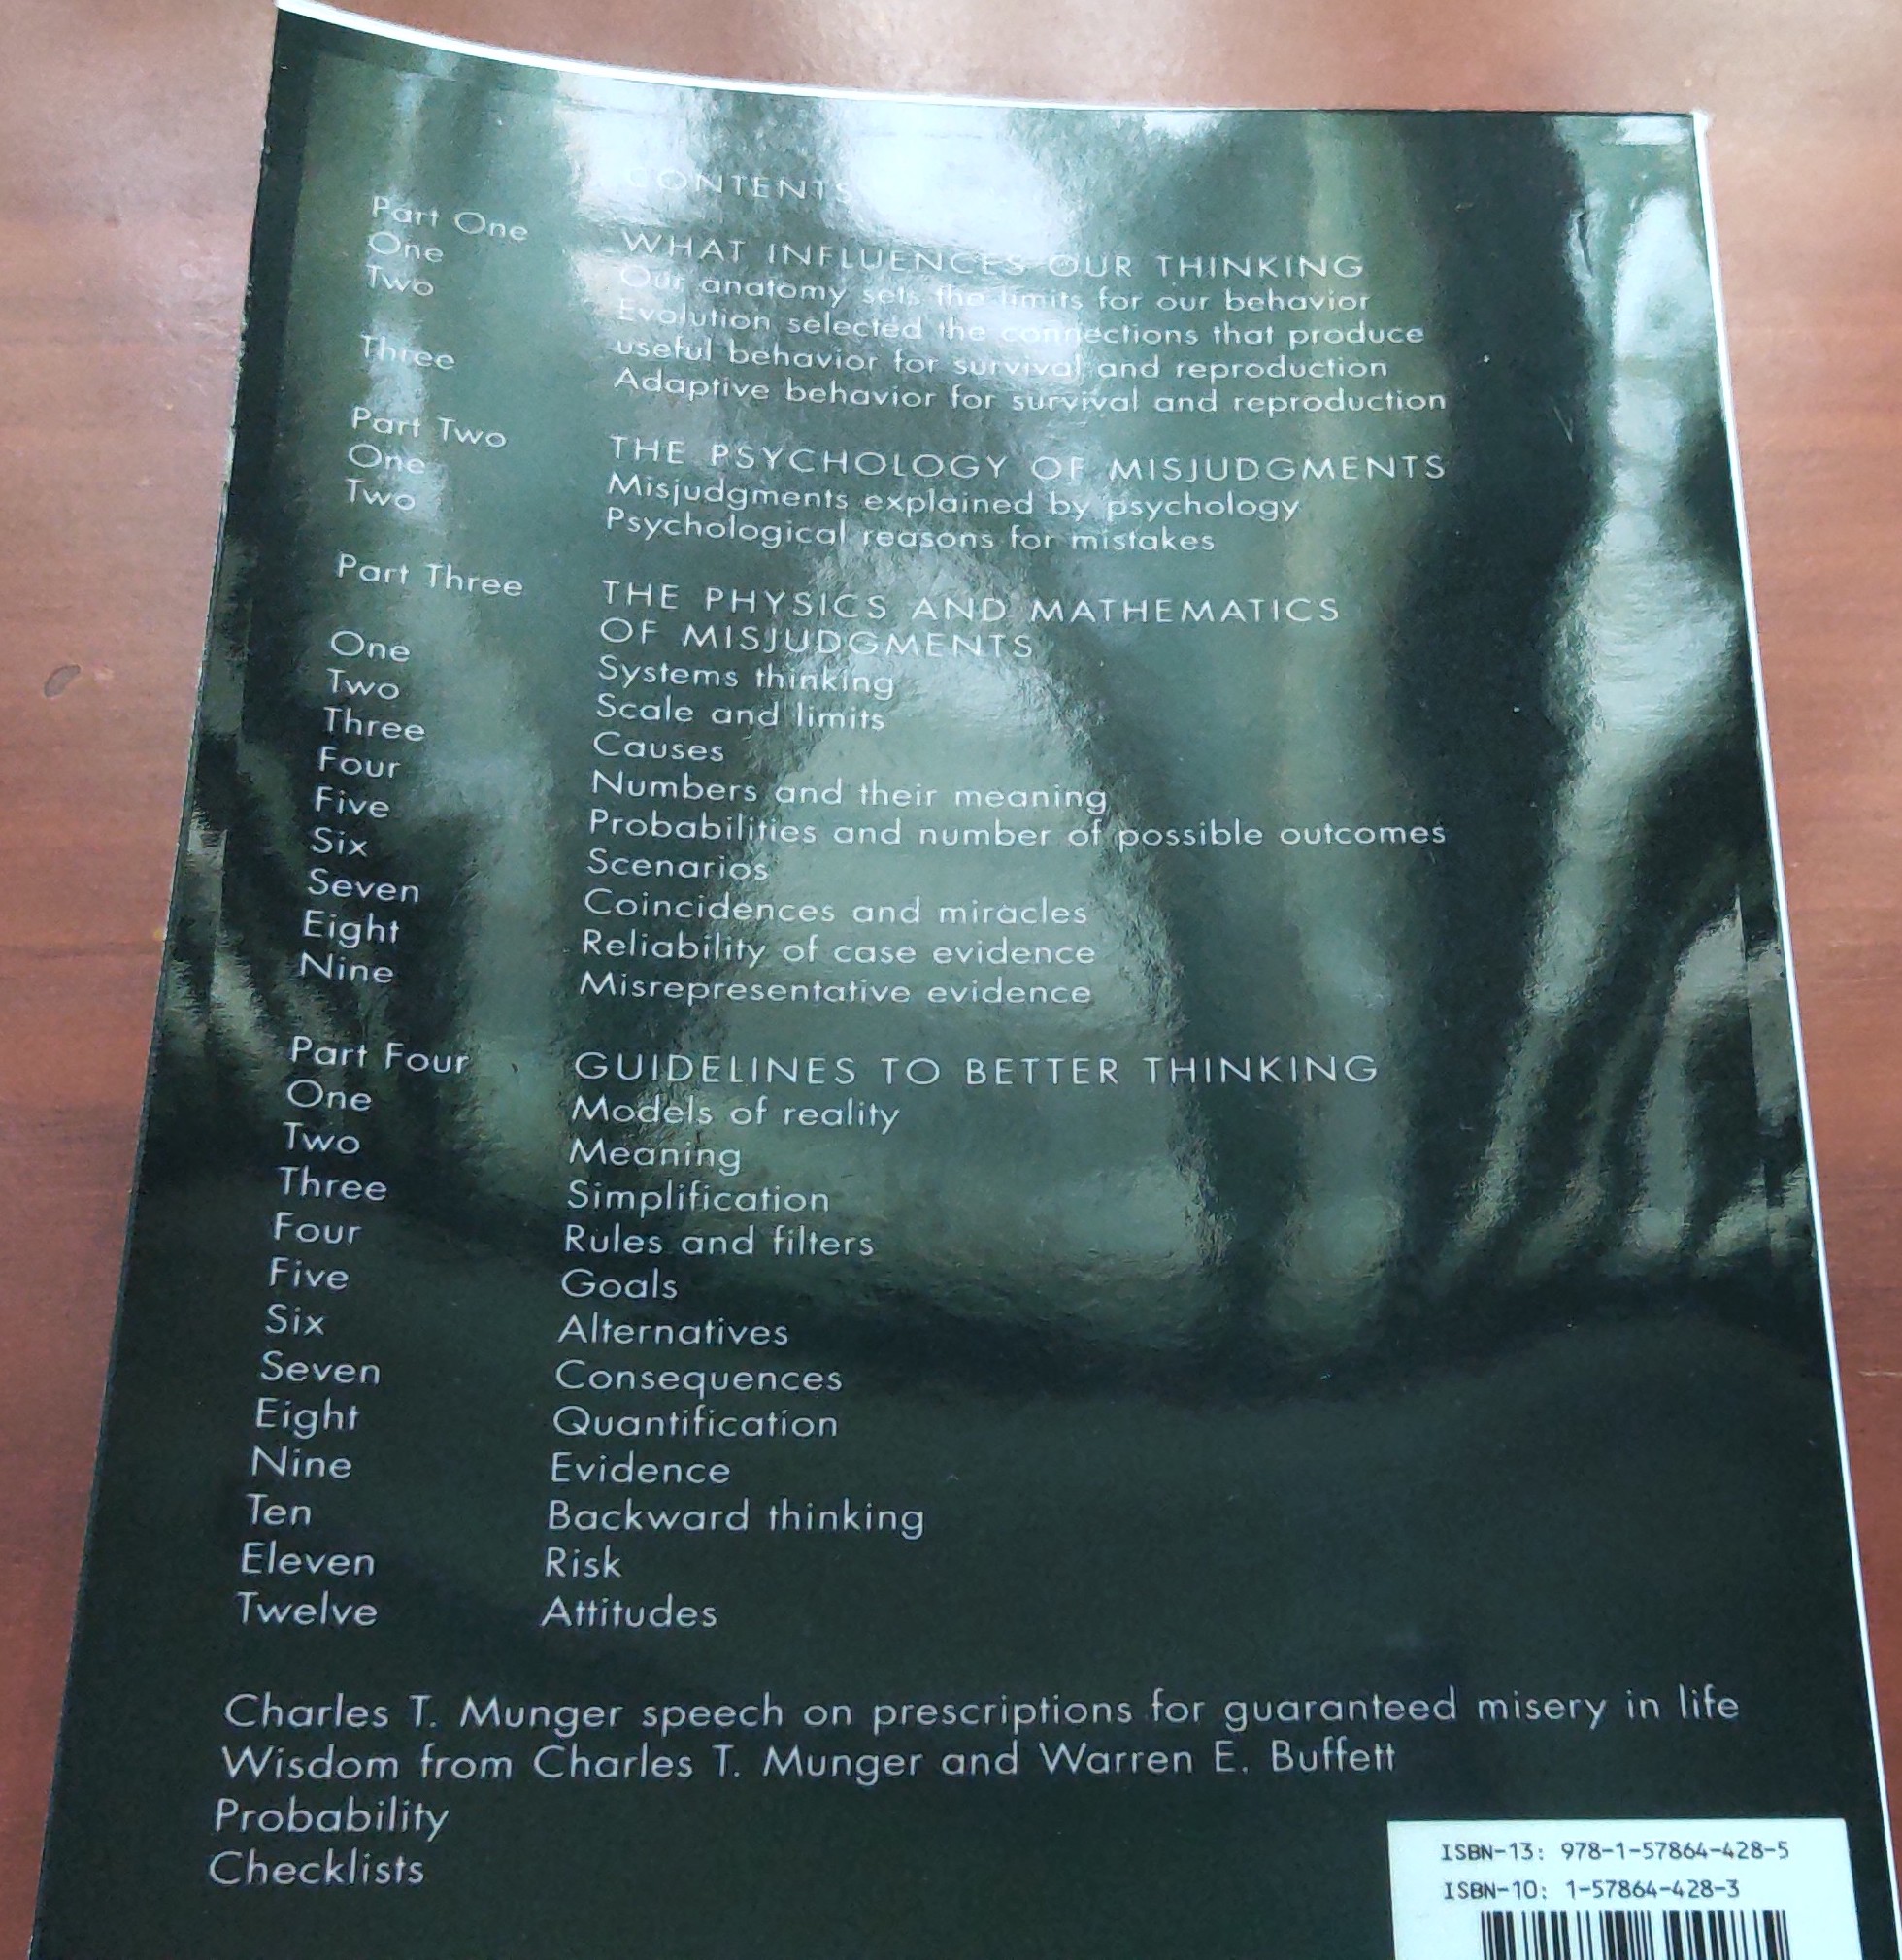 CONTENTS
Part One WHAT INFLUENCES OUR THINKING
One Our anatomy sets the limits for our behavior
Two Evolution selected the connections that produce
useful behavior for survival and reproduction
Three Adaptive behavior for survival and reproduction
Part Two THE PSYCHOLOGY OF MISJUDGMENTS
One Misjudgments explained by psychology
Two Psychological reasons for mistakes
Part Three THE PHYSICS AND MATHEMATICS
OF MISJUDGMENTS
One Systems thinking
Two Scale and limits
Three Causes
Four Numbers and their meaning
Five Probabilities and number of possible outcomes
Six Scenarios
Seven Coincidences and miracles
Eight Reliability of case evidence
Nine Misrepresentative evidence
Part Four GUIDELINES TO BETTER THINKING
One Models of reality
Two Meaning
Three Simplification
Four Rules and filters
Five Goals
Six Alternatives
Seven Consequences
Eight Quantification
Nine Evidence
Ten Backward thinking
Eleven Risk
Twelve Attitudes
Charles T. Munger speech on prescriptions for guaranteed misery in life
Wisdom from Charles T. Munger and Warren E. Buffett
Probability
Checklists
ISBN-13: 978-1-57864-428-5
ISBN-10: 1-57864-428-3